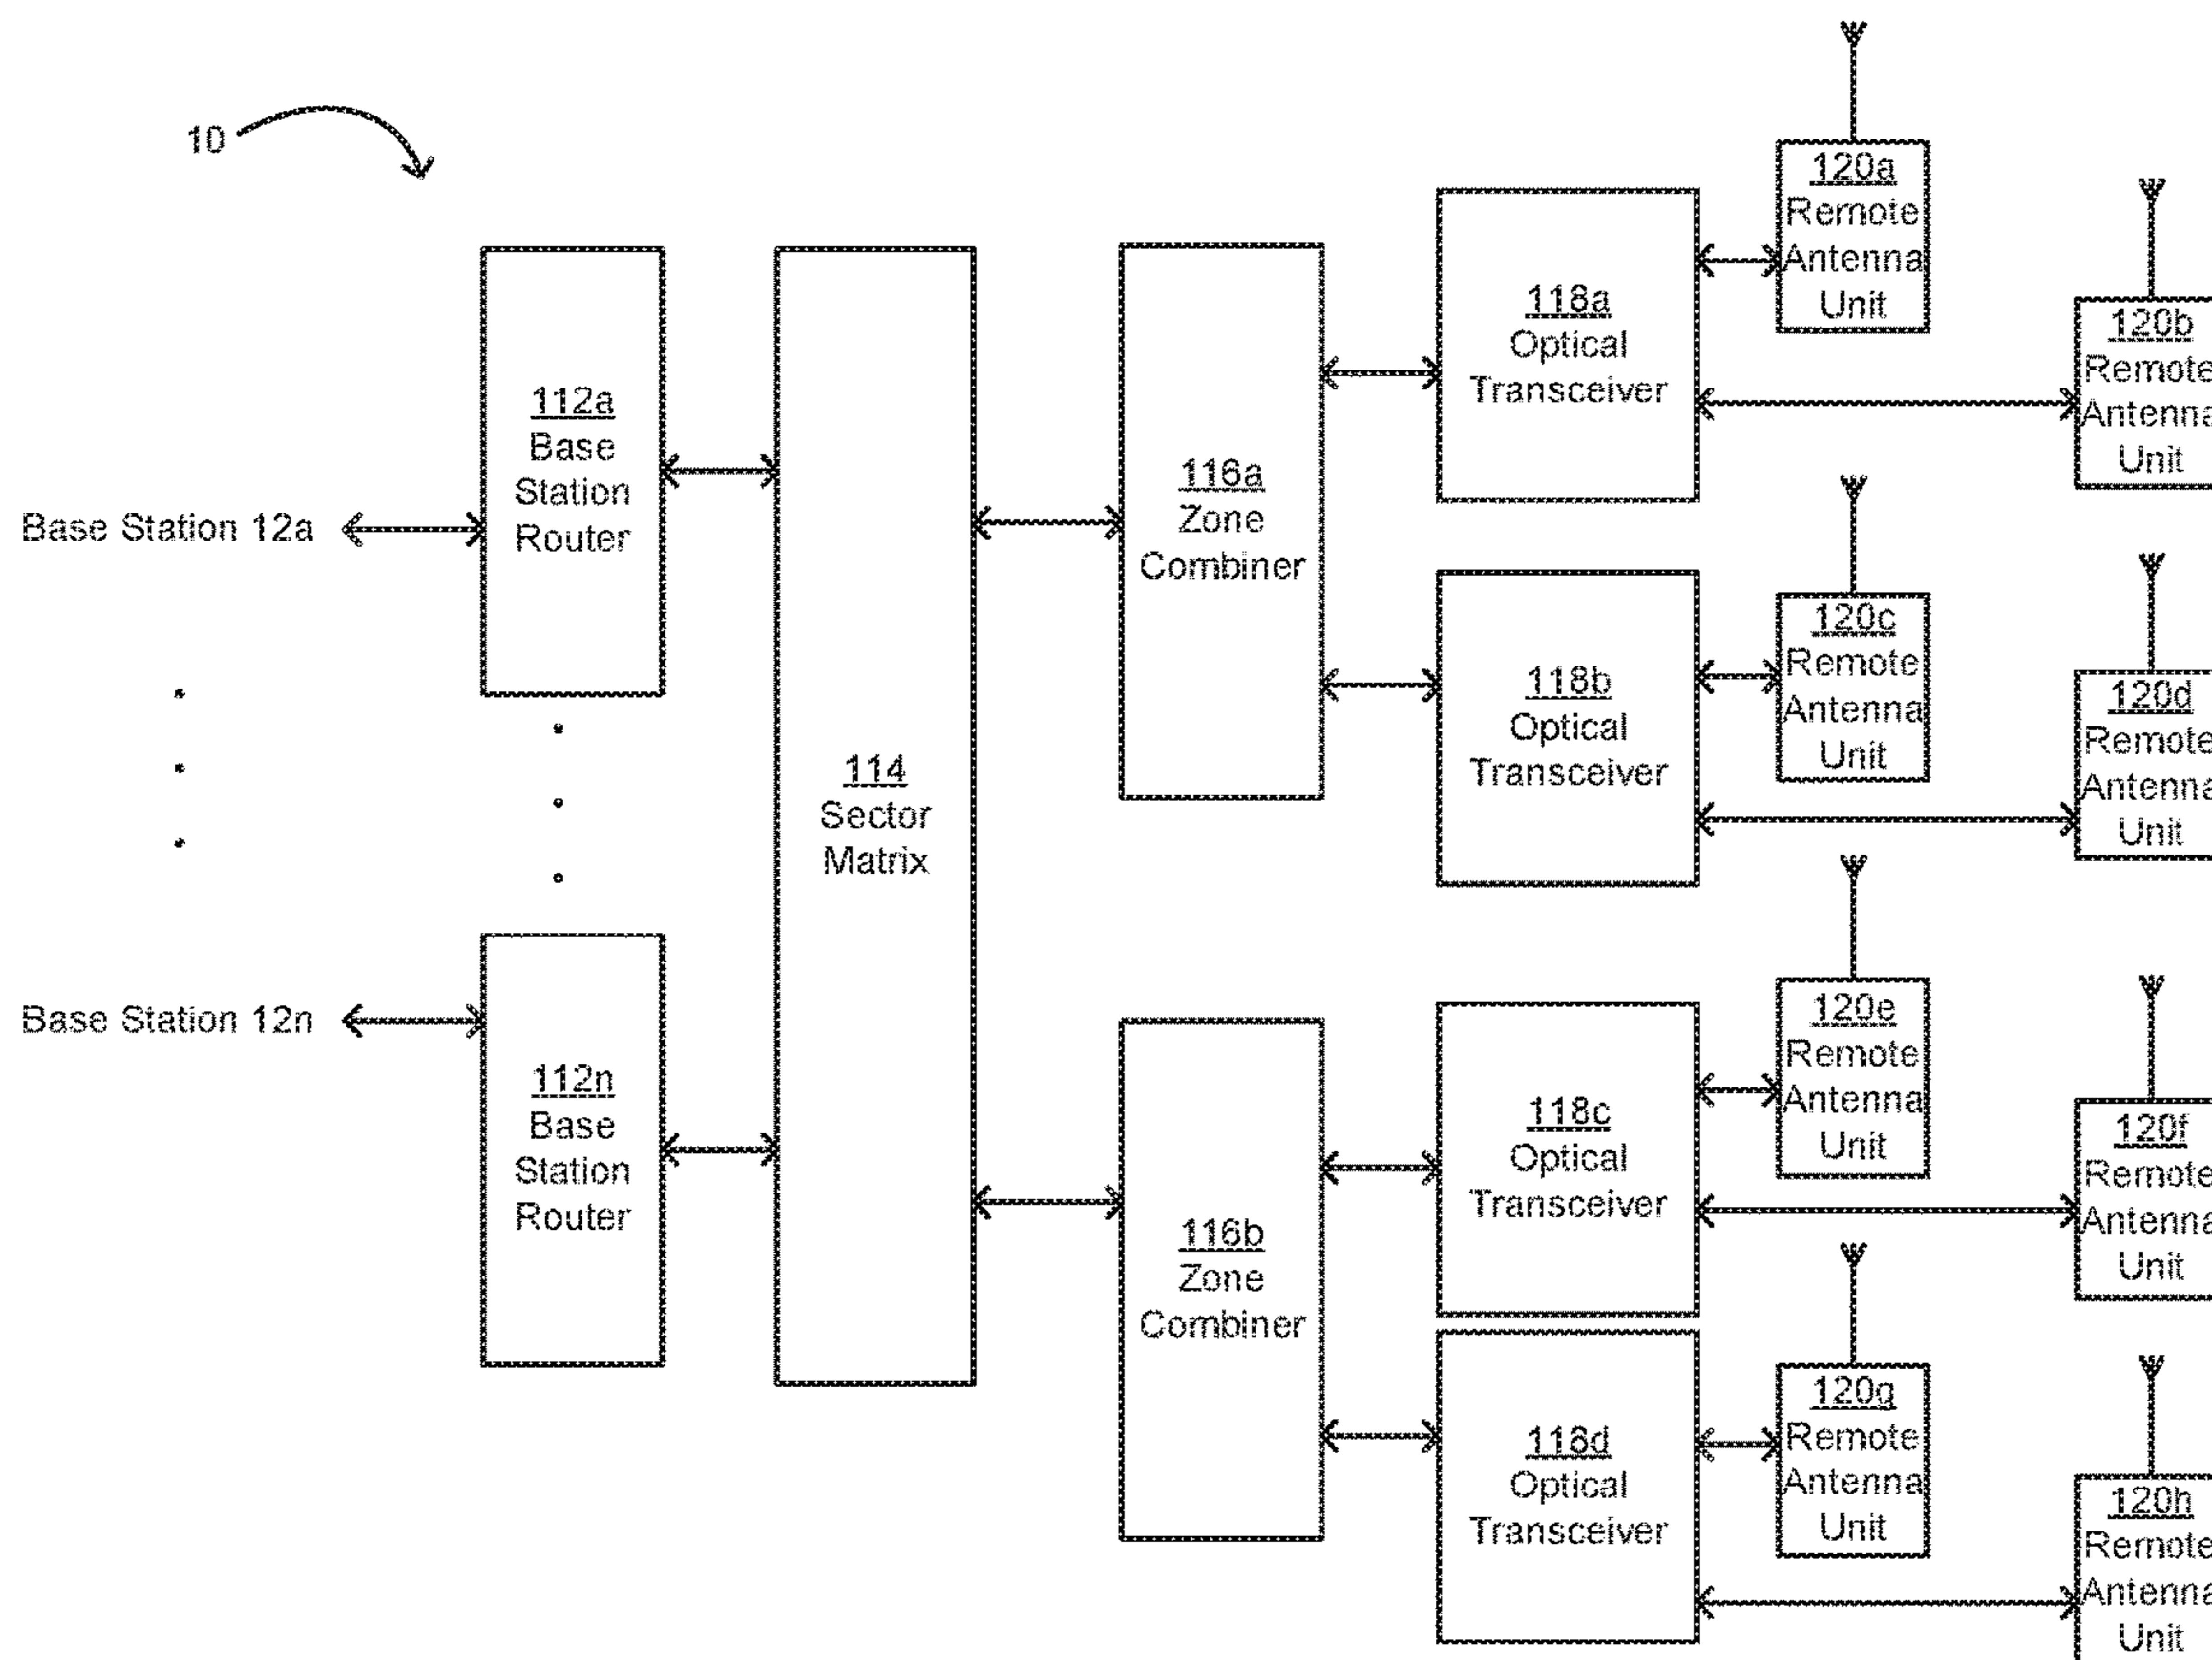 10
120a
Remote
Antenna
Unit
118a
Optical
Transceiver
120b
Remote
Antenna
Unit
112a
Base
Station
Router
116a
Zone
Combiner
Base Station 12a
120c
Remote
Antenna
Unit
118b
Optical
Transceiver
120d
Remote
Antenna
Unit
114
Sector
Matrix
Base Station 12n
112n
Base
Station
Router
120e
Remote
Antenna
Unit
118c
Optical
Transceiver
120f
Remote
Antenna
Unit
116b
Zone
Combiner
120g
Remote
Antenna
Unit
118d
Optical
Transceiver
120h
Remote
Antenna
Unit